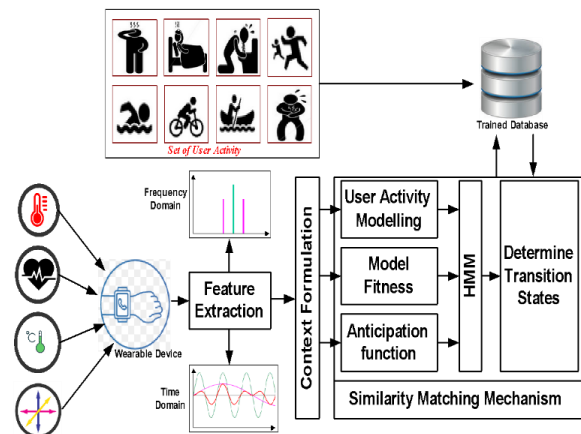 Set of User Activity
Trained Database
Frequency
Domain
User Activity
Modelling
Context Formulation
HMM
Determine
Transition
States
Model
Fitness
Feature
Extraction
°C
Wearable Device
Anticipation
function
Time
Domain
Similarity Matching Mechanism